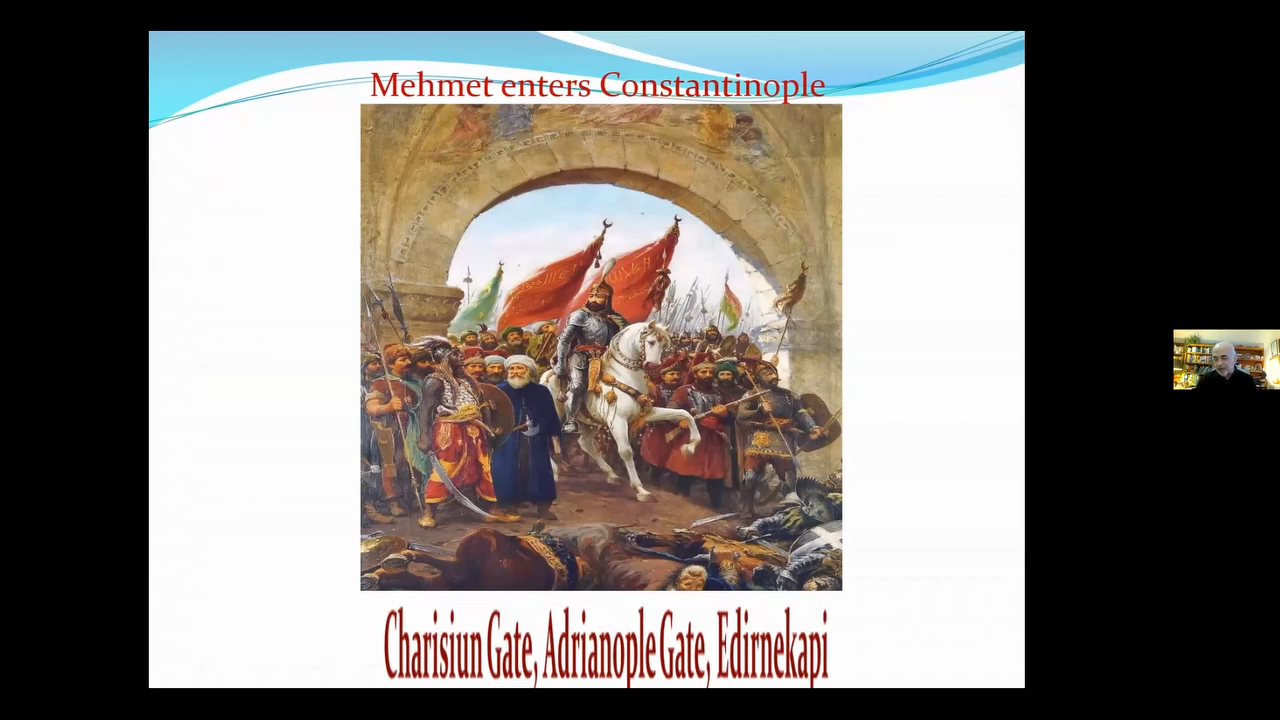 Mehmet enters Constantinople
Charisiun Gate, Adrianople Gate, Edirnekapi